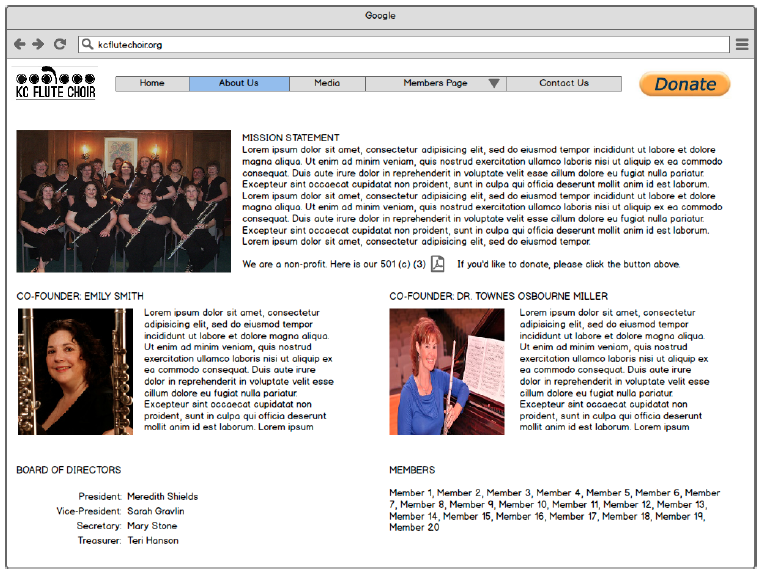 Google
kcflutechoir.org
KC FLUTE CHOIR
Home
About Us
Media
Members Page
Contact Us
Donate
MISSION STATEMENT
Lorem ipsum dolor sit amet, consectetur adipisicing elit, sed do eiusmod tempor incididunt ut labore et dolore
magna aliqua. Ut enim ad minim veniam, quis nostrud exercitation ullamco laboris nisi ut aliquip ex ea commodo
consequat. Duis aute irure dolor in reprehenderit in voluptate velit esse cillum dolore eu fugiat nulla pariatur.
Excepteur sint occaecat cupidatat non proident, sunt in culpa qui officia deserunt mollit anim id est laborum.
Lorem ipsum dolor sit amet, consectetur adipisicing elit, sed do eiusmod tempor incididunt ut labore et dolore
magna aliqua. Ut enim ad minim veniam, quis nostrud exercitation ullamco laboris nisi ut aliquip ex ea commodo
consequat. Duis aute irure dolor in reprehenderit in voluptate velit esse cillum dolore eu fugiat nulla pariatur.
Excepteur sint occaecat cupidatat non proident, sunt in culpa qui officia deserunt mollit anim id est laborum.
Lorem ipsum dolor sit amet, consectetur adipisicing elit, sed do eiusmod tempor.
We are a non-profit. Here is our 501 (c) (3)
If you'd like to donate, please click the button above.
CO-FOUNDER: EMILY SMITH
Lorem ipsum dolor sit amet, consectetur
adipisicing elit, sed do eiusmod tempor
incididunt ut labore et dolore magna aliqua.
Ut enim ad minim veniam, quis nostrud
exercitation ullamco laboris nisi ut aliquip ex
ea commodo consequat. Duis aute irure
dolor in reprehenderit in voluptate velit esse
cillum dolore eu fugiat nulla pariatur.
Excepteur sint occaecat cupidatat non
proident, sunt in culpa qui officia deserunt
mollit anim id est laborum. Lorem ipsum
CO-FOUNDER: DR. TOWNES OSBOURNE MILLER
Lorem ipsum dolor sit amet, consectetur
adipisicing elit, sed do eiusmod tempor
incididunt ut labore et dolore magna aliqua.
Ut enim ad minim veniam, quis nostrud
exercitation ullamco laboris nisi ut aliquip ex
ea commodo consequat. Duis aute irure
dolor in reprehenderit in voluptate velit esse
cillum dolore eu fugiat nulla pariatur.
Excepteur sint occaecat cupidatat non
proident, sunt in culpa qui officia deserunt
mollit anim id est laborum. Lorem ipsum
BOARD OF DIRECTORS
President: Meredith Shields
Vice-President: Sarah Gravlin
Secretary: Mary Stone
Treasurer: Teri Hanson
MEMBERS
Member 1, Member 2, Member 3, Member 4, Member 5, Member 6, Member
7, Member 8, Member 9, Member 10, Member 11, Member 12, Member 13,
Member 14, Member 15, Member 16, Member 17, Member 18, Member 19,
Member 20